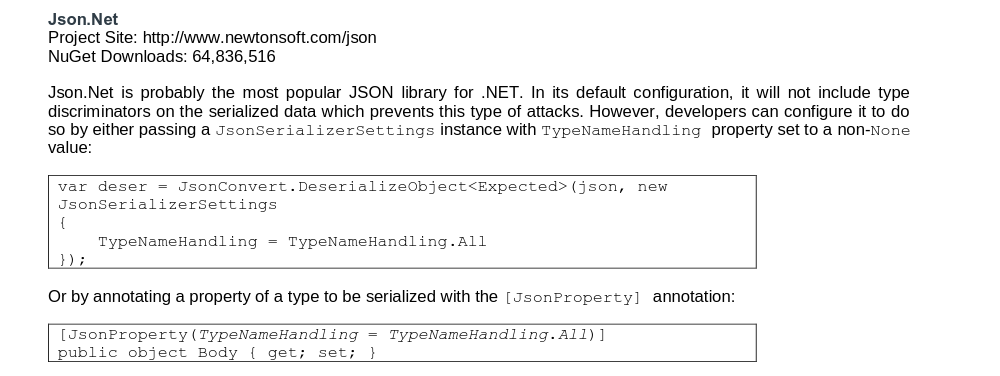 Json.Net
Project Site: http://www.newtonsoft.com/json
NuGet Downloads: 64,836,516
Json.Net is probably the most popular JSON library for .NET. In its default configuration, it will not include type
discriminators on the serialized data which prevents this type of attacks. However, developers can configure it to do
so by either passing a JsonSerializerSettings instance with TypeNameHandling property set to a non-None
value:
var deser = JsonConvert.DeserializeObject<Expected>(json, new
JsonSerializerSettings
{
    TypeNameHandling = TypeNameHandling.All
});
Or by annotating a property of a type to be serialized with the [JsonProperty] annotation:
[JsonProperty(TypeNameHandling = TypeNameHandling.All)]
public object Body { get; set; }